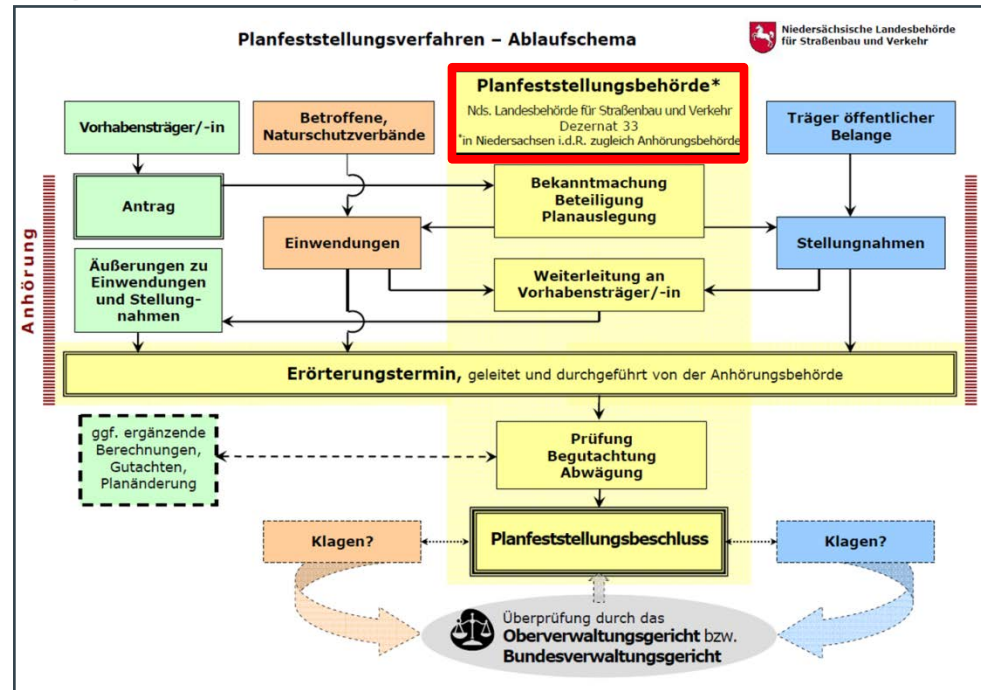 Planfeststellungsverfahren – Ablaufschema
Niedersächsische Landesbehörde
für Straßenbau und Verkehr
Vorhabensträger/-in
Betroffene,
Naturschutzverbände
Planfeststellungsbehörde*
Nds. Landesbehörde für Straßenbau und Verkehr
Dezernat 33
*in Niedersachsen i.d.R. zugleich Anhörungsbehörde
Träger öffentlicher
Belange
Anhörung
Antrag
Bekanntmachung
Beteiligung
Planauslegung
Einwendungen
Stellungnahmen
Äußerungen zu
Einwendungen
und Stellung-
nahmen
Weiterleitung an
Vorhabensträger/-in
Erörterungstermin, geleitet und durchgeführt von der Anhörungsbehörde
ggf. ergänzende
Berechnungen,
Gutachten,
Planänderung
Prüfung
Begutachtung
Abwägung
Klagen?
Planfeststellungsbeschluss
Klagen?
Überprüfung durch das
Oberverwaltungsgericht bzw.
Bundesverwaltungsgericht